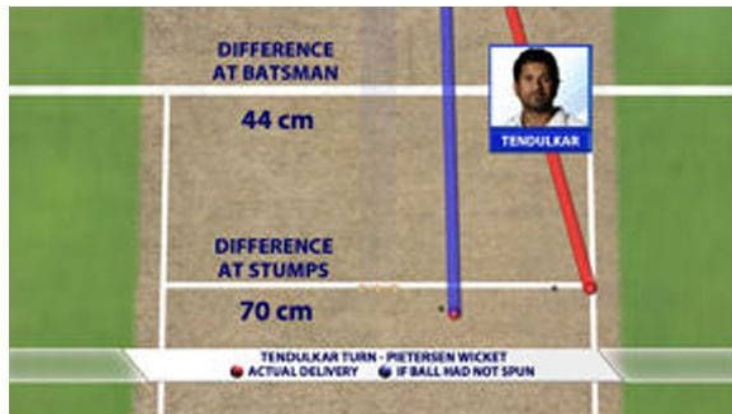 DIFFERENCE
AT BATSMAN
44 cm
TENDULKAR
DIFFERENCE
AT STUMPS
70 cm
TENDULKAR TURN - PIETERSEN WICKET
ACTUAL DELIVERY IF BALL HAD NOT SPUN